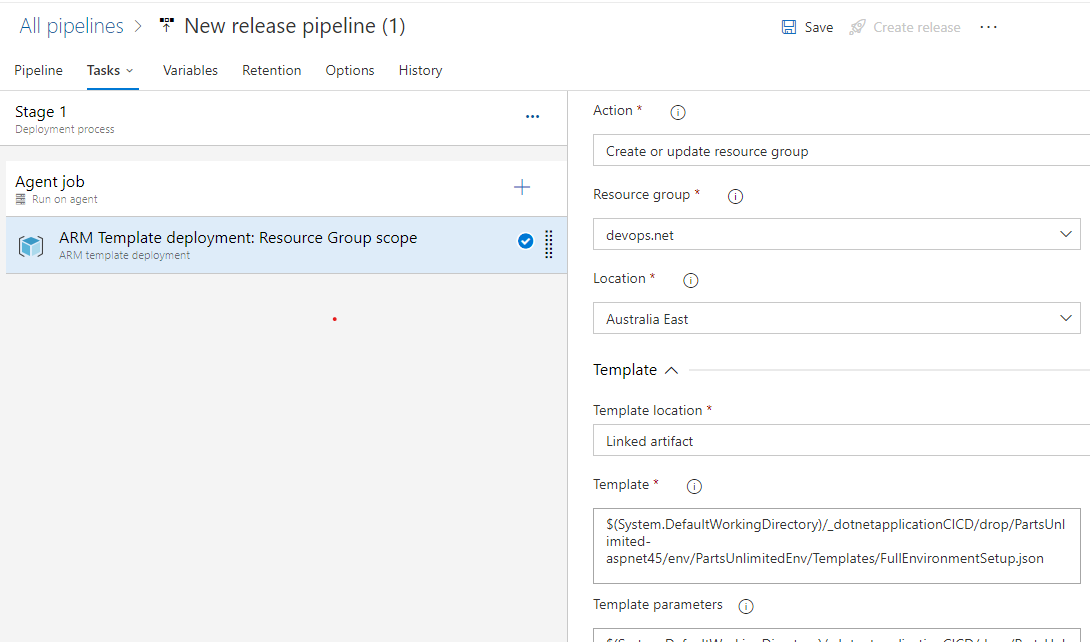 All pipelines > New release pipeline (1)
Save
Create release
...
Pipeline
Tasks
Variables
Retention
Options
History
Stage 1
Deployment process
...
Agent job
Run on agent
ARM Template deployment: Resource Group scope
ARM template deployment
Action *
Create or update resource group
Resource group *
devops.net
Location *
Australia East
Template
Template location *
Linked artifact
Template *
$(System.DefaultWorkingDirectory)/_dotnetapplicationCICD/drop/PartsUnl
imited-
aspnet45/env/PartsUnlimitedEnv/Templates/FullEnvironmentSetup.json
Template parameters